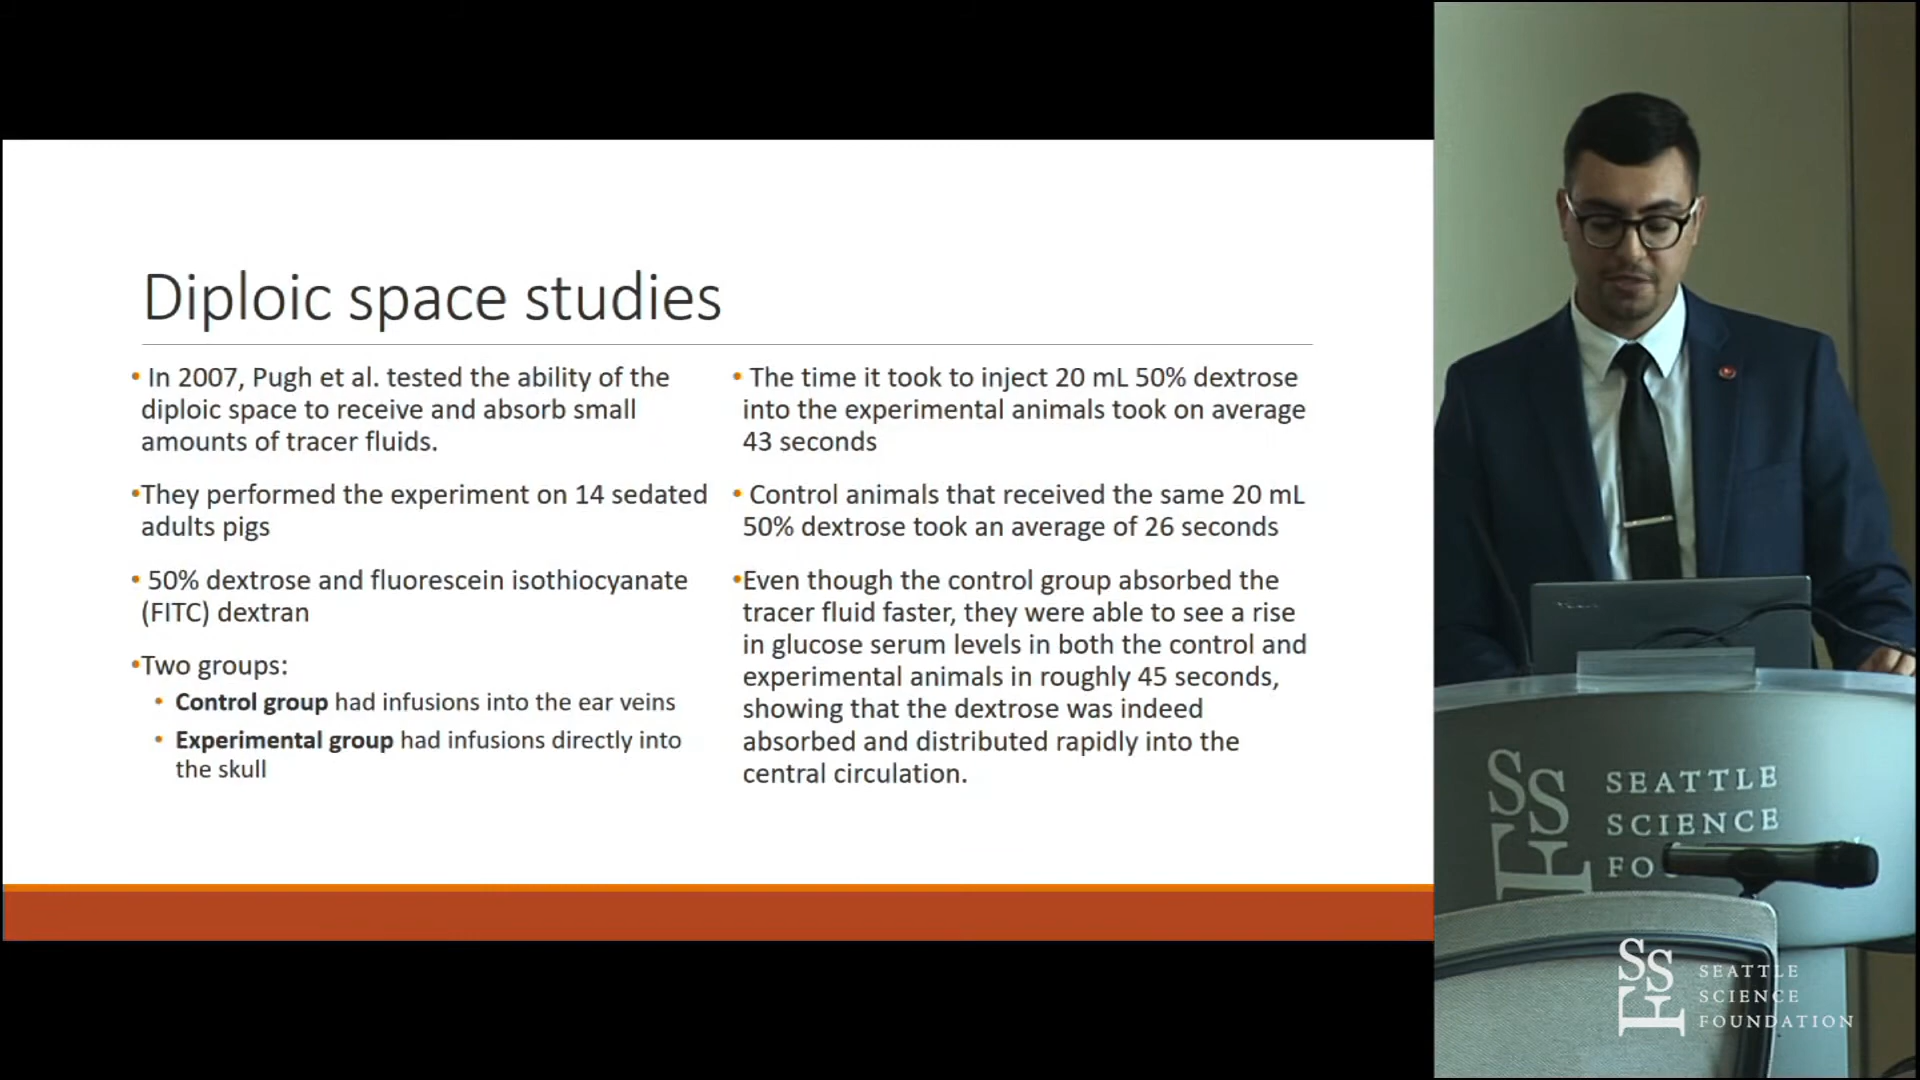 Diploic space studies
• In 2007, Pugh et al. tested the ability of the
diploic space to receive and absorb small
amounts of tracer fluids.
•They performed the experiment on 14 sedated
adults pigs
• 50% dextrose and fluorescein isothiocyanate
(FITC) dextran
•Two groups:
• Control group had infusions into the ear veins
• Experimental group had infusions directly into
the skull
• The time it took to inject 20 mL 50% dextrose
into the experimental animals took on average
43 seconds
• Control animals that received the same 20 mL
50% dextrose took an average of 26 seconds
•Even though the control group absorbed the
tracer fluid faster, they were able to see a rise
in glucose serum levels in both the control and
experimental animals in roughly 45 seconds,
showing that the dextrose was indeed
absorbed and distributed rapidly into the
central circulation.
SSF
SEATTLE
SCIENCE
FO
SSF
SEATTLE
SCIENCE
FOUNDATION